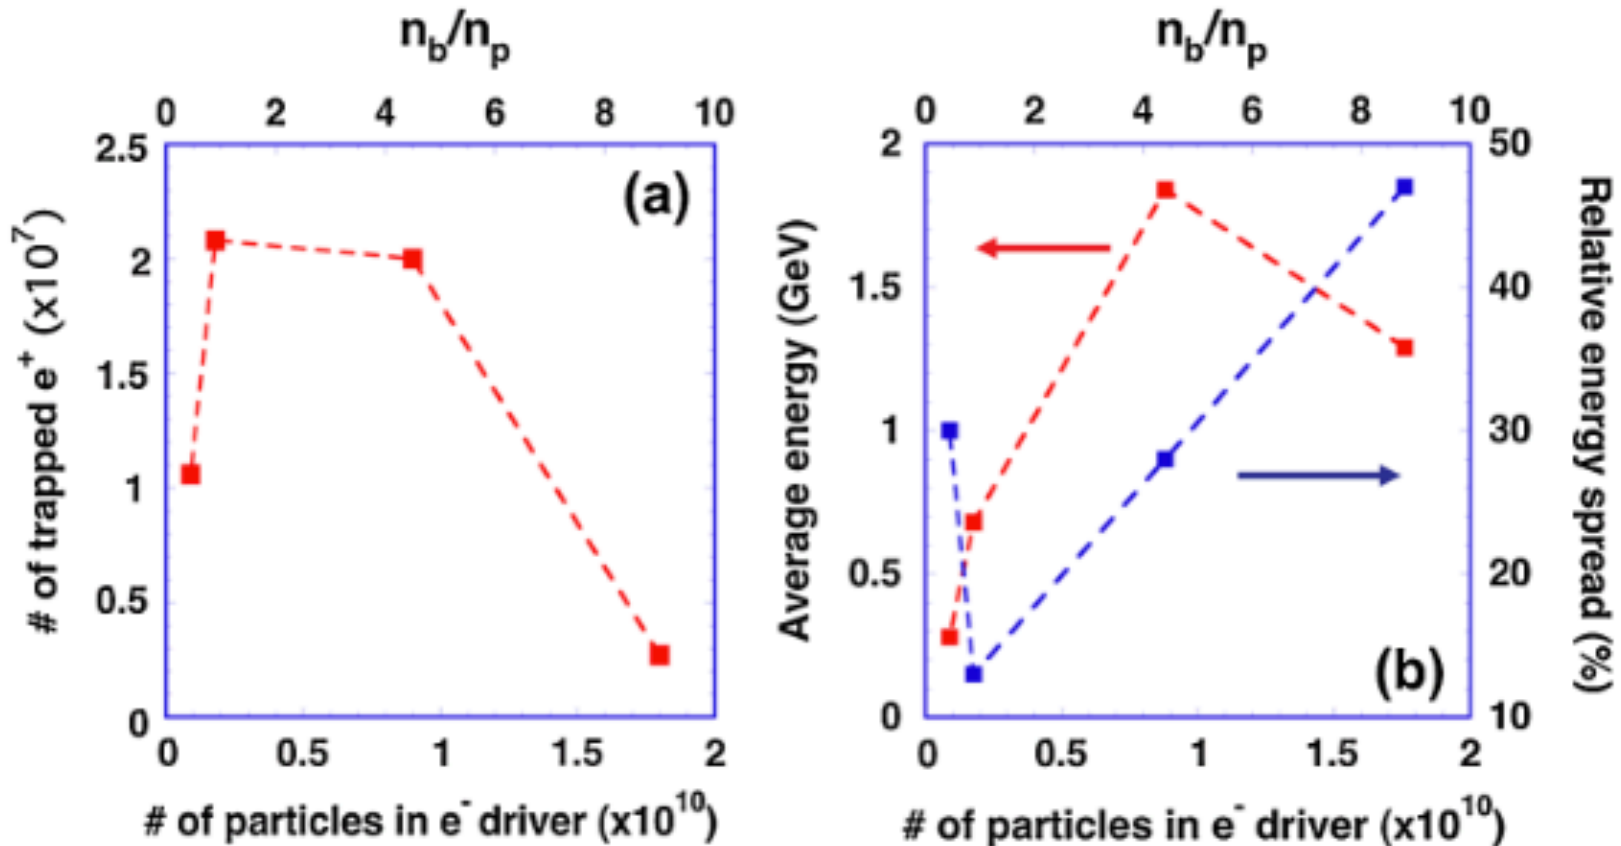 n_b/n_p
0 2 4 6 8 10
2.5
2
1.5
1
0.5
0
# of trapped e⁺ (x10⁷)
(a)
0 0.5 1 1.5 2
# of particles in e⁻ driver (x10¹⁰)
n_b/n_p
0 2 4 6 8 10
2
1.5
1
0.5
0
Average energy (GeV)
50
40
30
20
10
Relative energy spread (%)
(b)
0 0.5 1 1.5 2
# of particles in e⁻ driver (x10¹⁰)